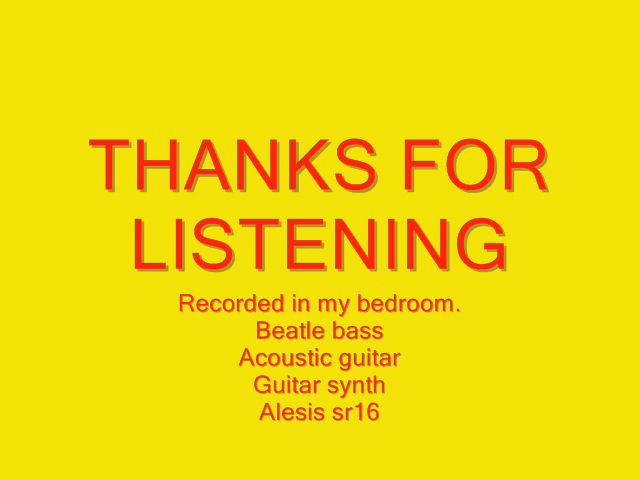 THANKS FOR
LISTENING
Recorded in my bedroom.
Beatle bass
Acoustic guitar
Guitar synth
Alesis sr16